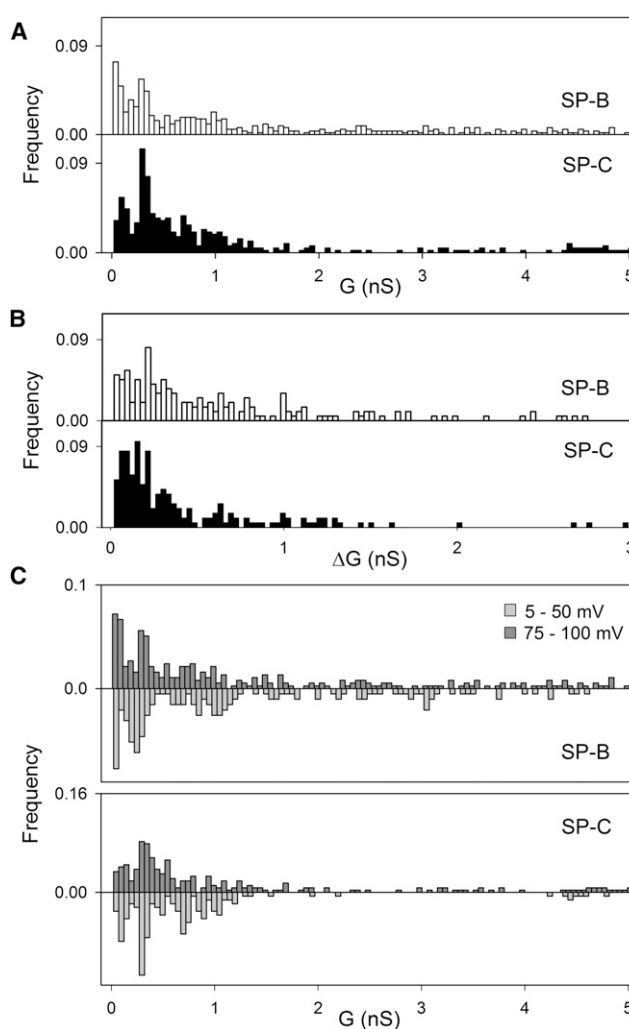 A
0.09
SP-B
0.00
Frequency
0.09
SP-C
0.00
0 1 2 3 4 5
G (nS)
B
0.09
SP-B
0.00
Frequency
0.09
SP-C
0.00
0 1 2 3
ΔG (nS)
C
0.1
5 - 50 mV
75 - 100 mV
0.0
SP-B
Frequency
0.16
SP-C
0.00
0 1 2 3 4 5
G (nS)